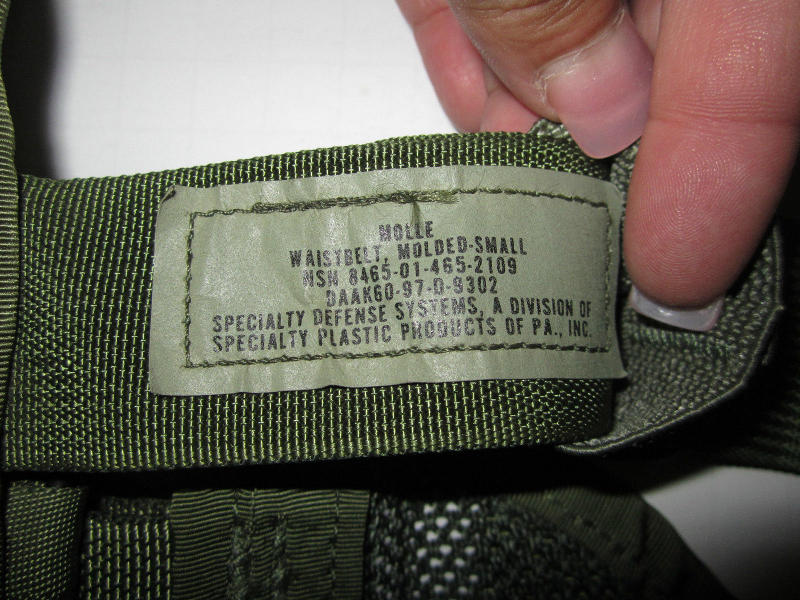 MOLLE
WAISTBELT, MOLDED-SMALL
NSN 8465-01-465-2109
DAAK60-97-D-9302
SPECIALTY DEFENSE SYSTEMS, A DIVISION OF
SPECIALTY PLASTIC PRODUCTS OF PA., INC.